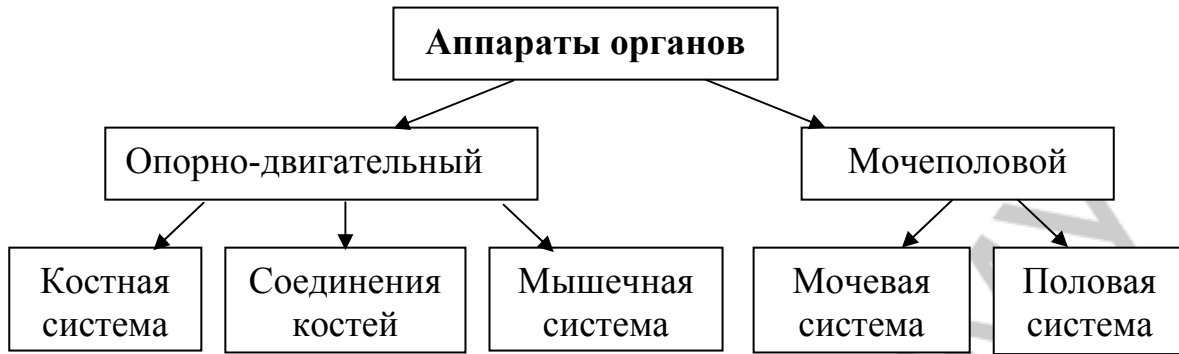 Аппараты органов
Опорно-двигательный
Мочеполовой
Костная
система
Соединения
костей
Мышечная
система
Мочевая
система
Половая
система